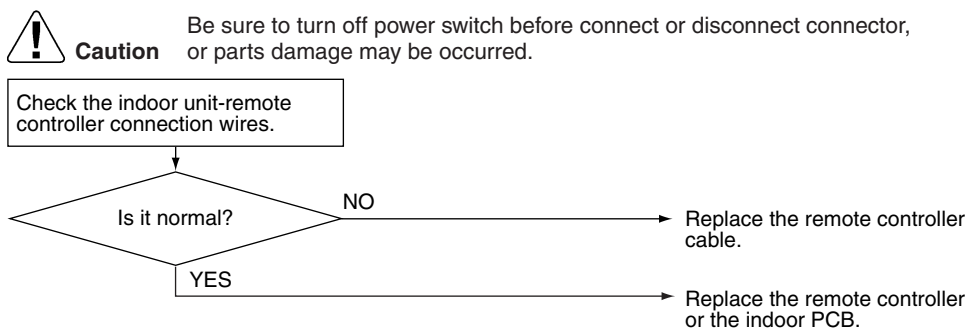 Be sure to turn off power switch before connect or disconnect connector,
Caution or parts damage may be occurred.
Check the indoor unit-remote
controller connection wires.
Is it normal?
NO
Replace the remote controller
cable.
YES
Replace the remote controller
or the indoor PCB.